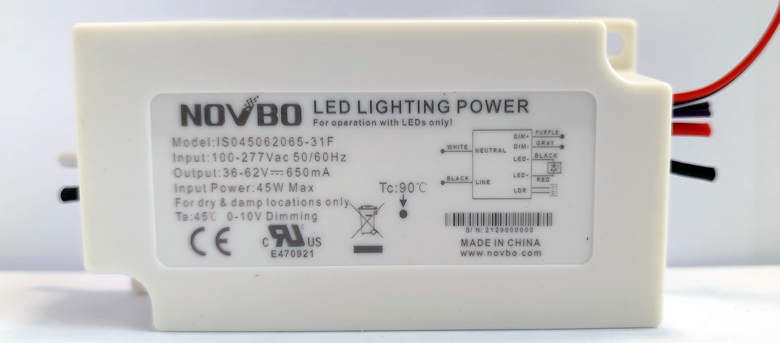 NOVBO LED LIGHTING POWER
For operation with LEDs only!
Model:IS045062065-31F
Input:100-277Vac 50/60Hz
Output:36-62V⎓650mA
Input Power:45W Max
For dry & damp locations only
Ta:45℃ 0-10V Dimming
Tc:90℃
CE
c RU US
E470921
WHITE
NEUTRAL
BLACK
LINE
DIM+ PURPLE
DIM- GRAY
LED- BLACK
LED+ RED
LDR
S/N: 2129000000
MADE IN CHINA
www.novbo.com